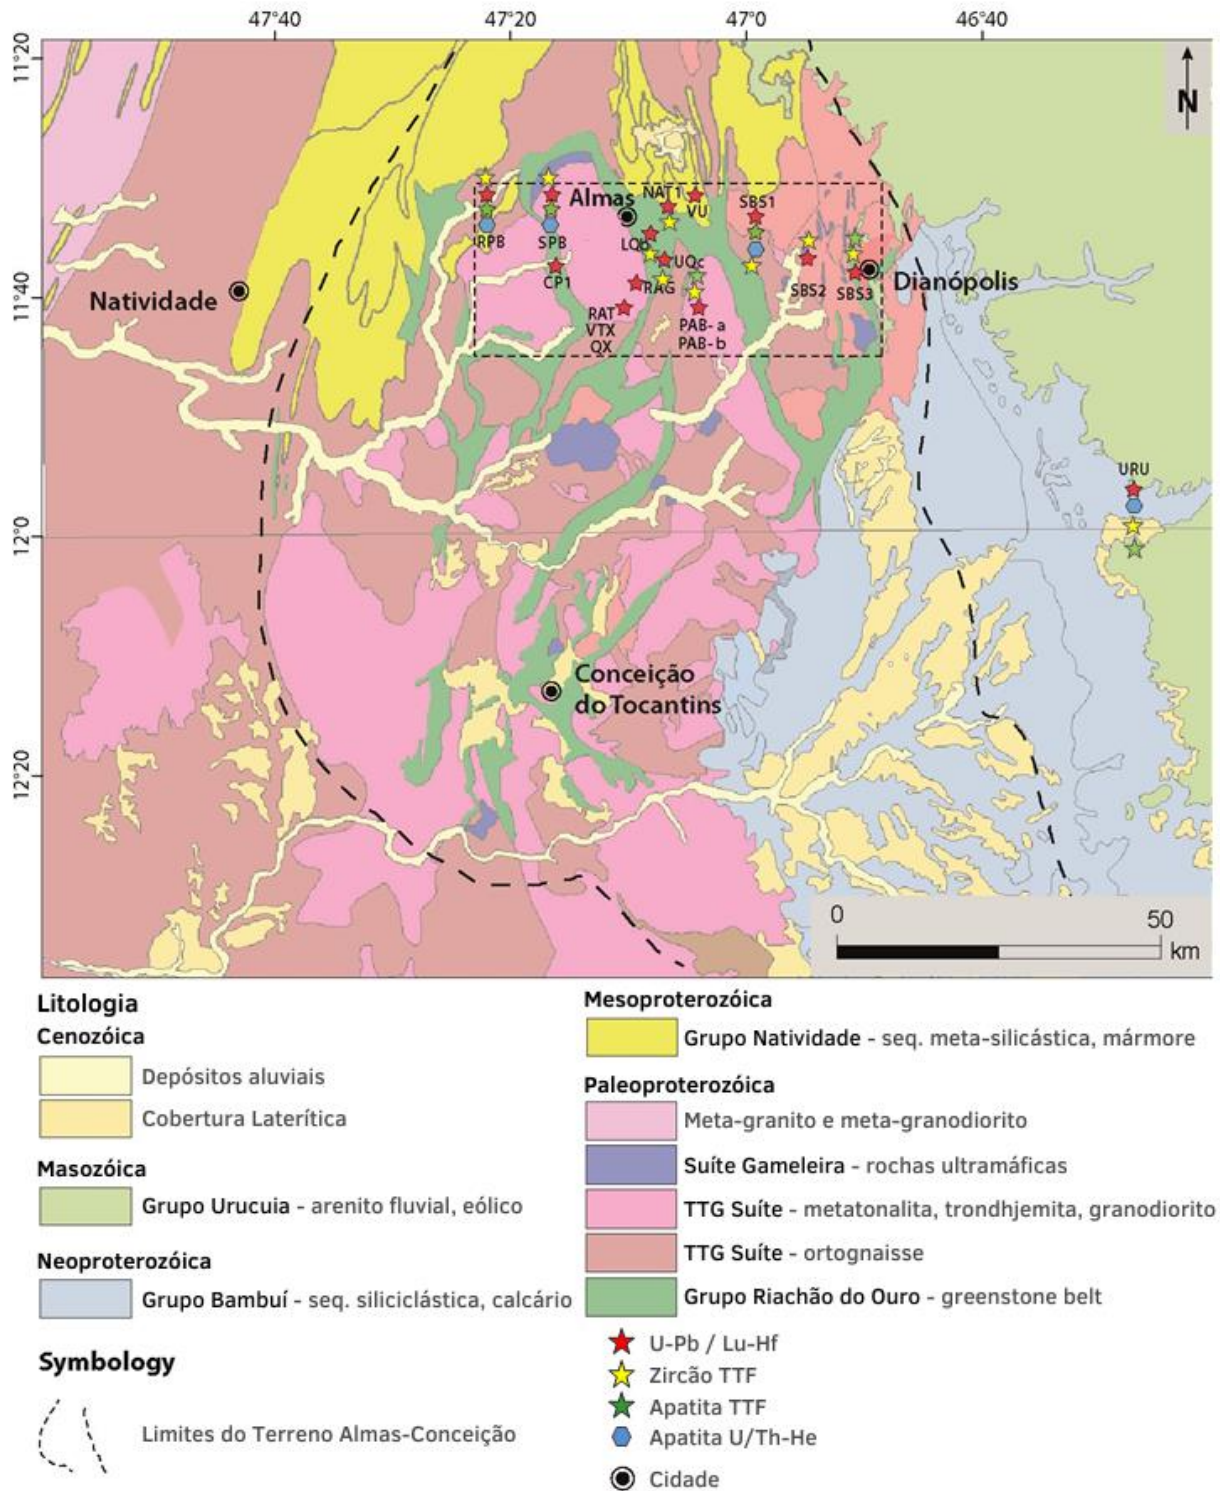 47°40
47°20
47°0
46°40
11°20
N
Almas
NAT1
VU
SBS1
RPB
SPB
LQb
UQc
CP1
RAG
SBS2
SBS3
Dianópolis
Natividade
11°40
RAT
VTX
QX
PAB-a
PAB-b
URU
12°0
Conceição
do Tocantins
12°20
0
50
km
Litologia
Cenozóica
Depósitos aluviais
Cobertura Laterítica
Masozóica
Grupo Urucuia - arenito fluvial, eólico
Neoproterozóica
Grupo Bambuí - seq. siliciclástica, calcário
Symbology
Limites do Terreno Almas-Conceição
Mesoproterozóica
Grupo Natividade - seq. meta-silicástica, mármore
Paleoproterozóica
Meta-granito e meta-granodiorito
Suíte Gameleira - rochas ultramáficas
TTG Suíte - metatonalita, trondhjemita, granodiorito
TTG Suíte - ortognaisse
Grupo Riachão do Ouro - greenstone belt
U-Pb / Lu-Hf
Zircão TTF
Apatita TTF
Apatita U/Th-He
Cidade